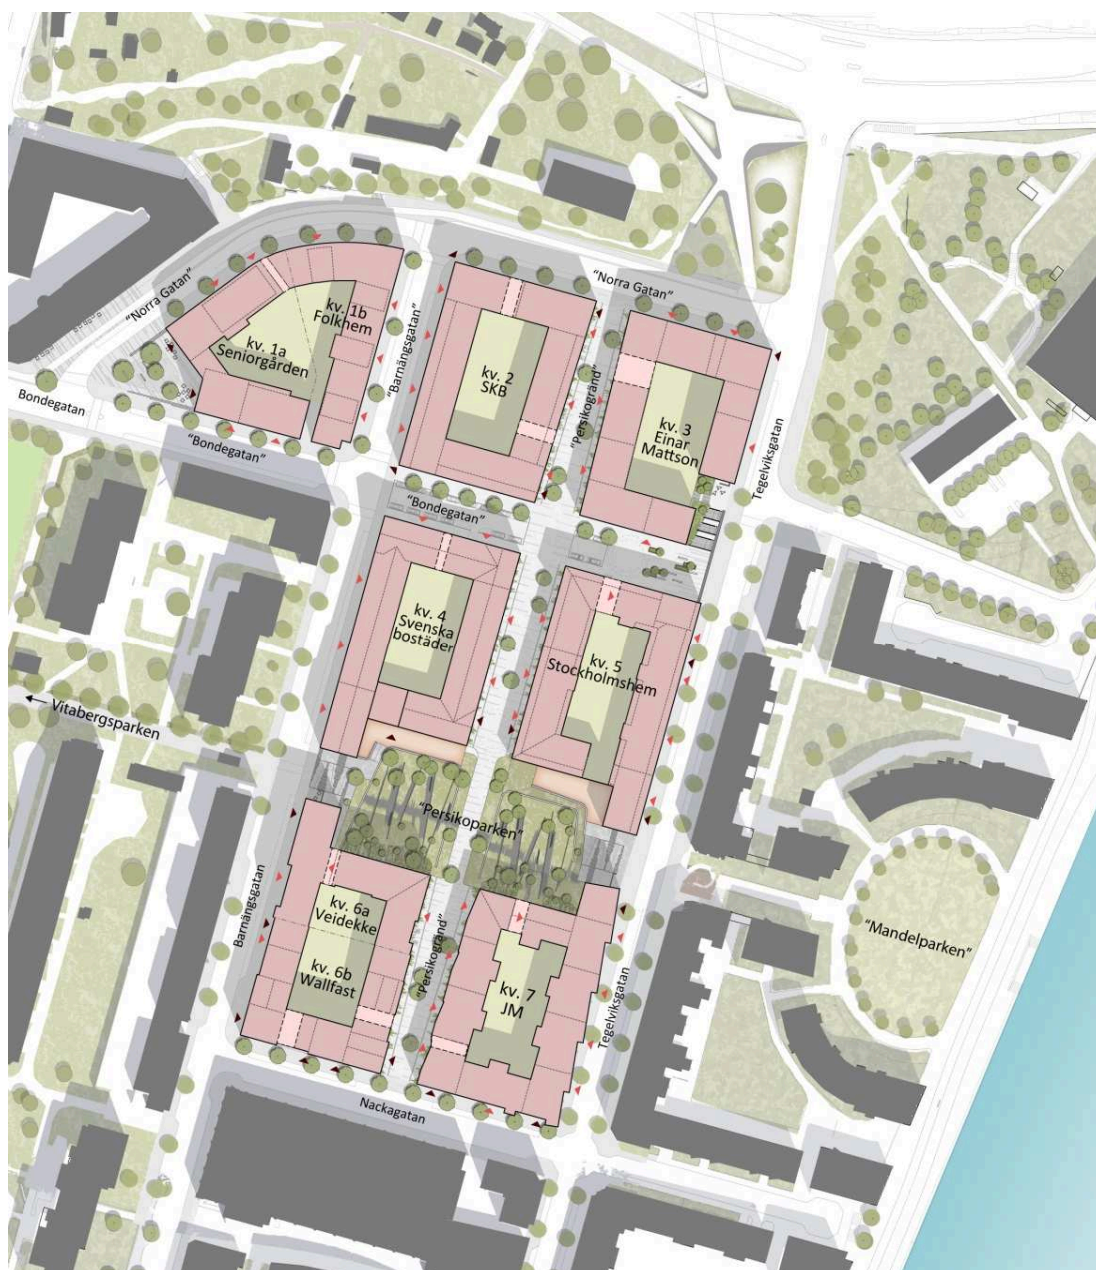 "Norra Gatan"
"Norra Gatan"
kv. 1b
Folkhem
kv. 1a
Seniorgården
"Barnängsgatan"
kv. 2
SKB
"Persikogränd"
kv. 3
Einar
Mattson
Tegelviksgatan
Bondegatan
"Bondegatan"
"Bondegatan"
kv. 4
Svenska
bostäder
kv. 5
Stockholmshem
← Vitabergsparken
"Persikoparken"
Barnängsgatan
kv. 6a
Veidekke
kv. 6b
Wallfast
"Persikogränd"
kv. 7
JM
Tegelviksgatan
"Mandelparken"
Nackagatan